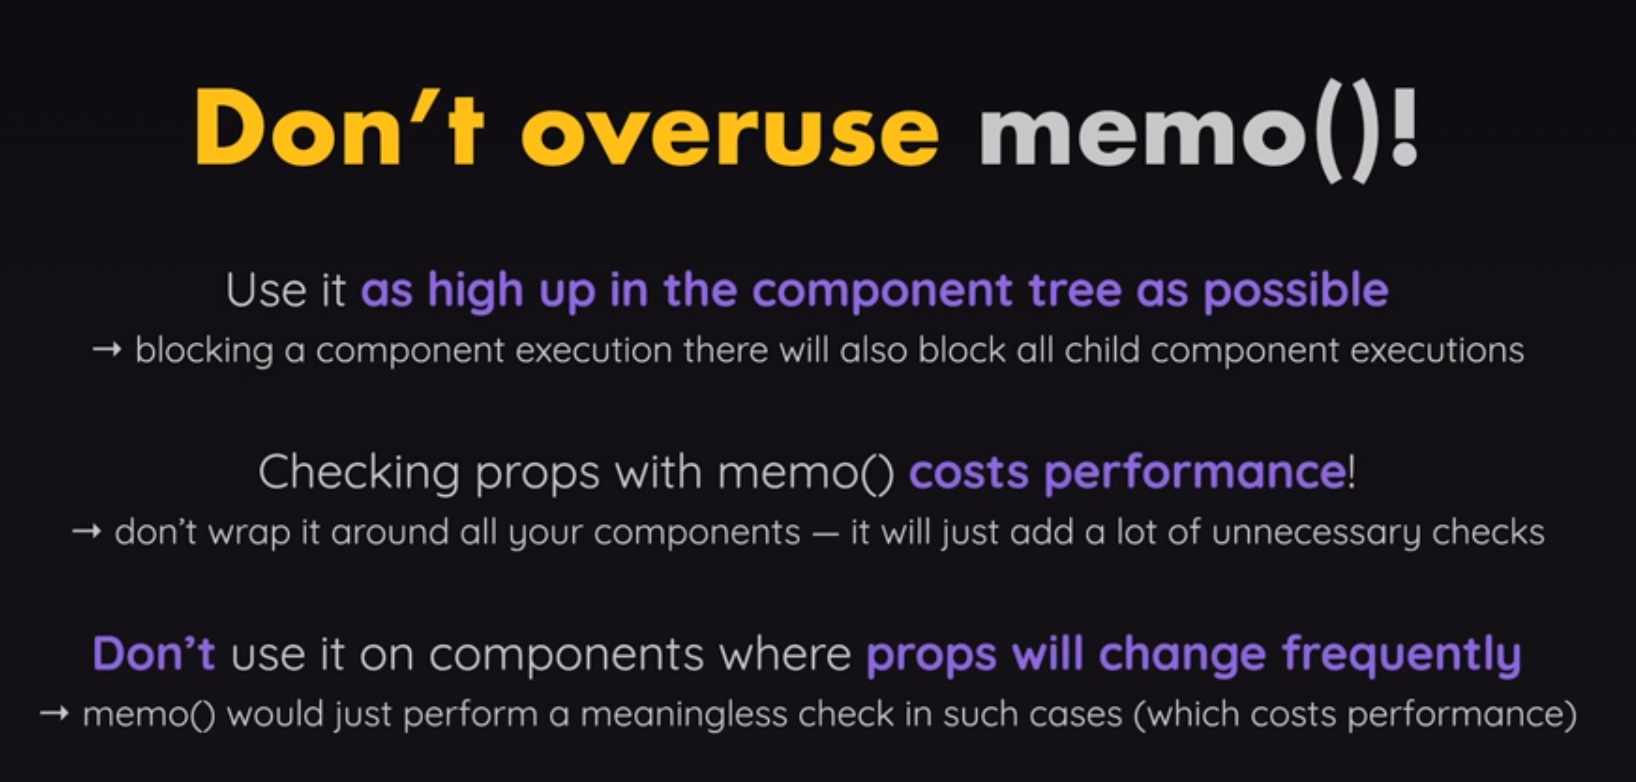 Don’t overuse memo()!
Use it as high up in the component tree as possible
→ blocking a component execution there will also block all child component executions
Checking props with memo() costs performance!
→ don’t wrap it around all your components — it will just add a lot of unnecessary checks
Don’t use it on components where props will change frequently
→ memo() would just perform a meaningless check in such cases (which costs performance)